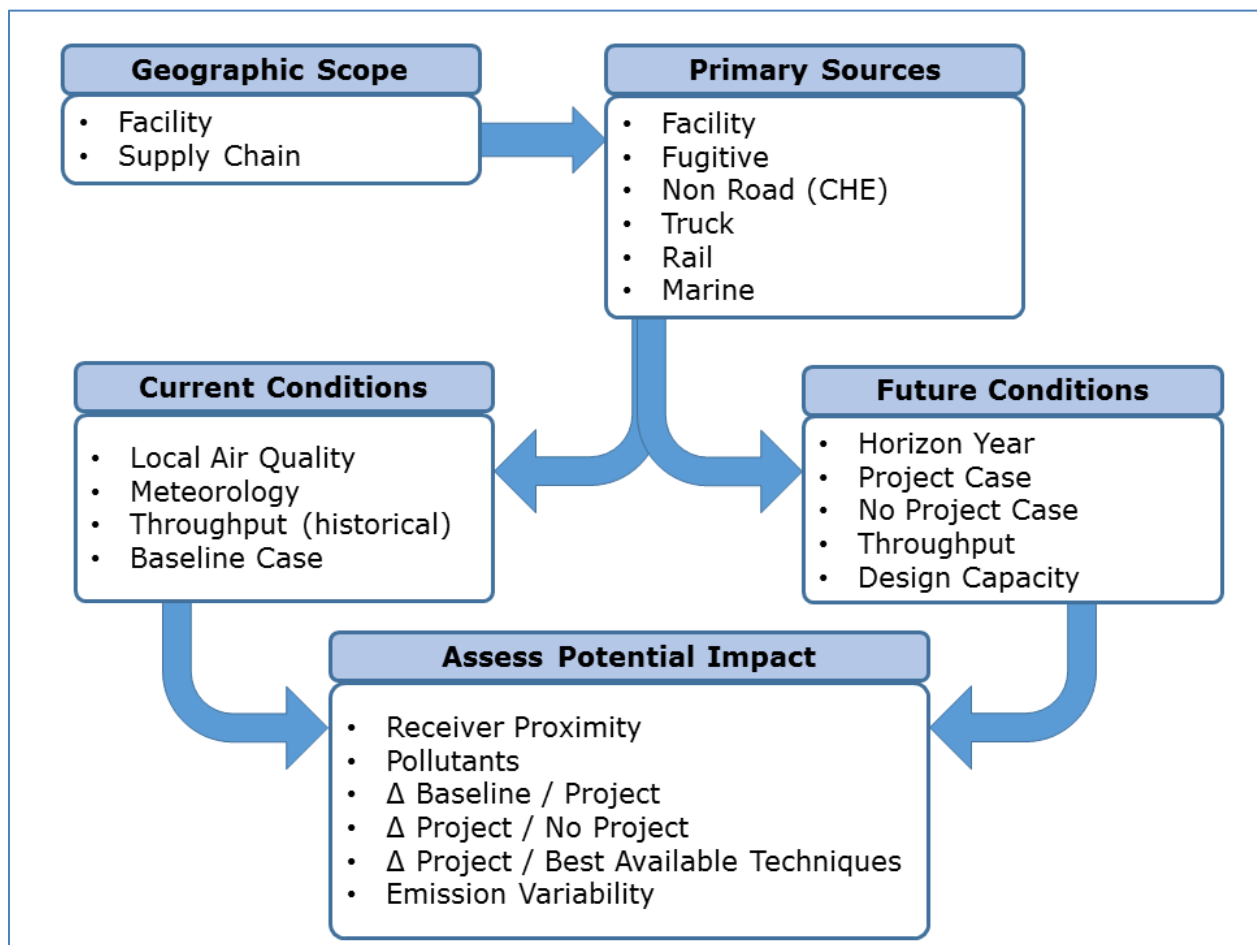 Geographic Scope
• Facility
• Supply Chain
Primary Sources
• Facility
• Fugitive
• Non Road (CHE)
• Truck
• Rail
• Marine
Current Conditions
• Local Air Quality
• Meteorology
• Throughput (historical)
• Baseline Case
Future Conditions
• Horizon Year
• Project Case
• No Project Case
• Throughput
• Design Capacity
Assess Potential Impact
• Receiver Proximity
• Pollutants
• Δ Baseline / Project
• Δ Project / No Project
• Δ Project / Best Available Techniques
• Emission Variability